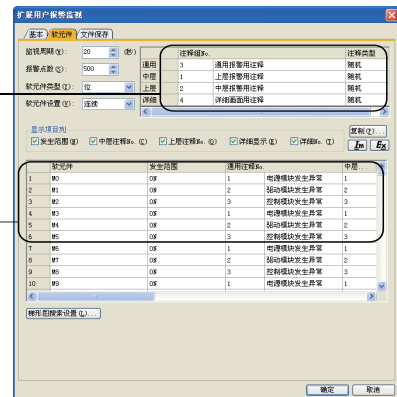 扩展用户报警监视
基本 软元件 文件保存
监视周期(Y): 20 (秒)
报警点数(S): 500
软元件类型(I): 位
软元件设置(V): 连续
注释组No. 注释类型
通用 3 通用报警用注释 随机
中层 1 上层报警用注释 随机
上层 2 中层报警用注释 随机
详细 4 详细画面用注释 随机
显示项目列
发生范围(N) 中层注释No.(C) 上层注释No.(O) 详细显示(E) 详细No.(T)
复制(P)...
Im Ex
软元件 发生范围 通用注释No. 中层...
1 M0 ON 1 电源模块发生异常 1
2 M1 ON 2 驱动模块发生异常 2
3 M2 ON 3 控制模块发生异常 3
4 M3 ON 1 电源模块发生异常 1
5 M4 ON 2 驱动模块发生异常 2
6 M5 ON 3 控制模块发生异常 3
7 M6 ON 1 电源模块发生异常 1
8 M7 ON 2 驱动模块发生异常 2
9 M8 ON 3 控制模块发生异常 3
10 M9 ON 1 电源模块发生异常 1
梯形图搜索设置(L)...
确定 取消